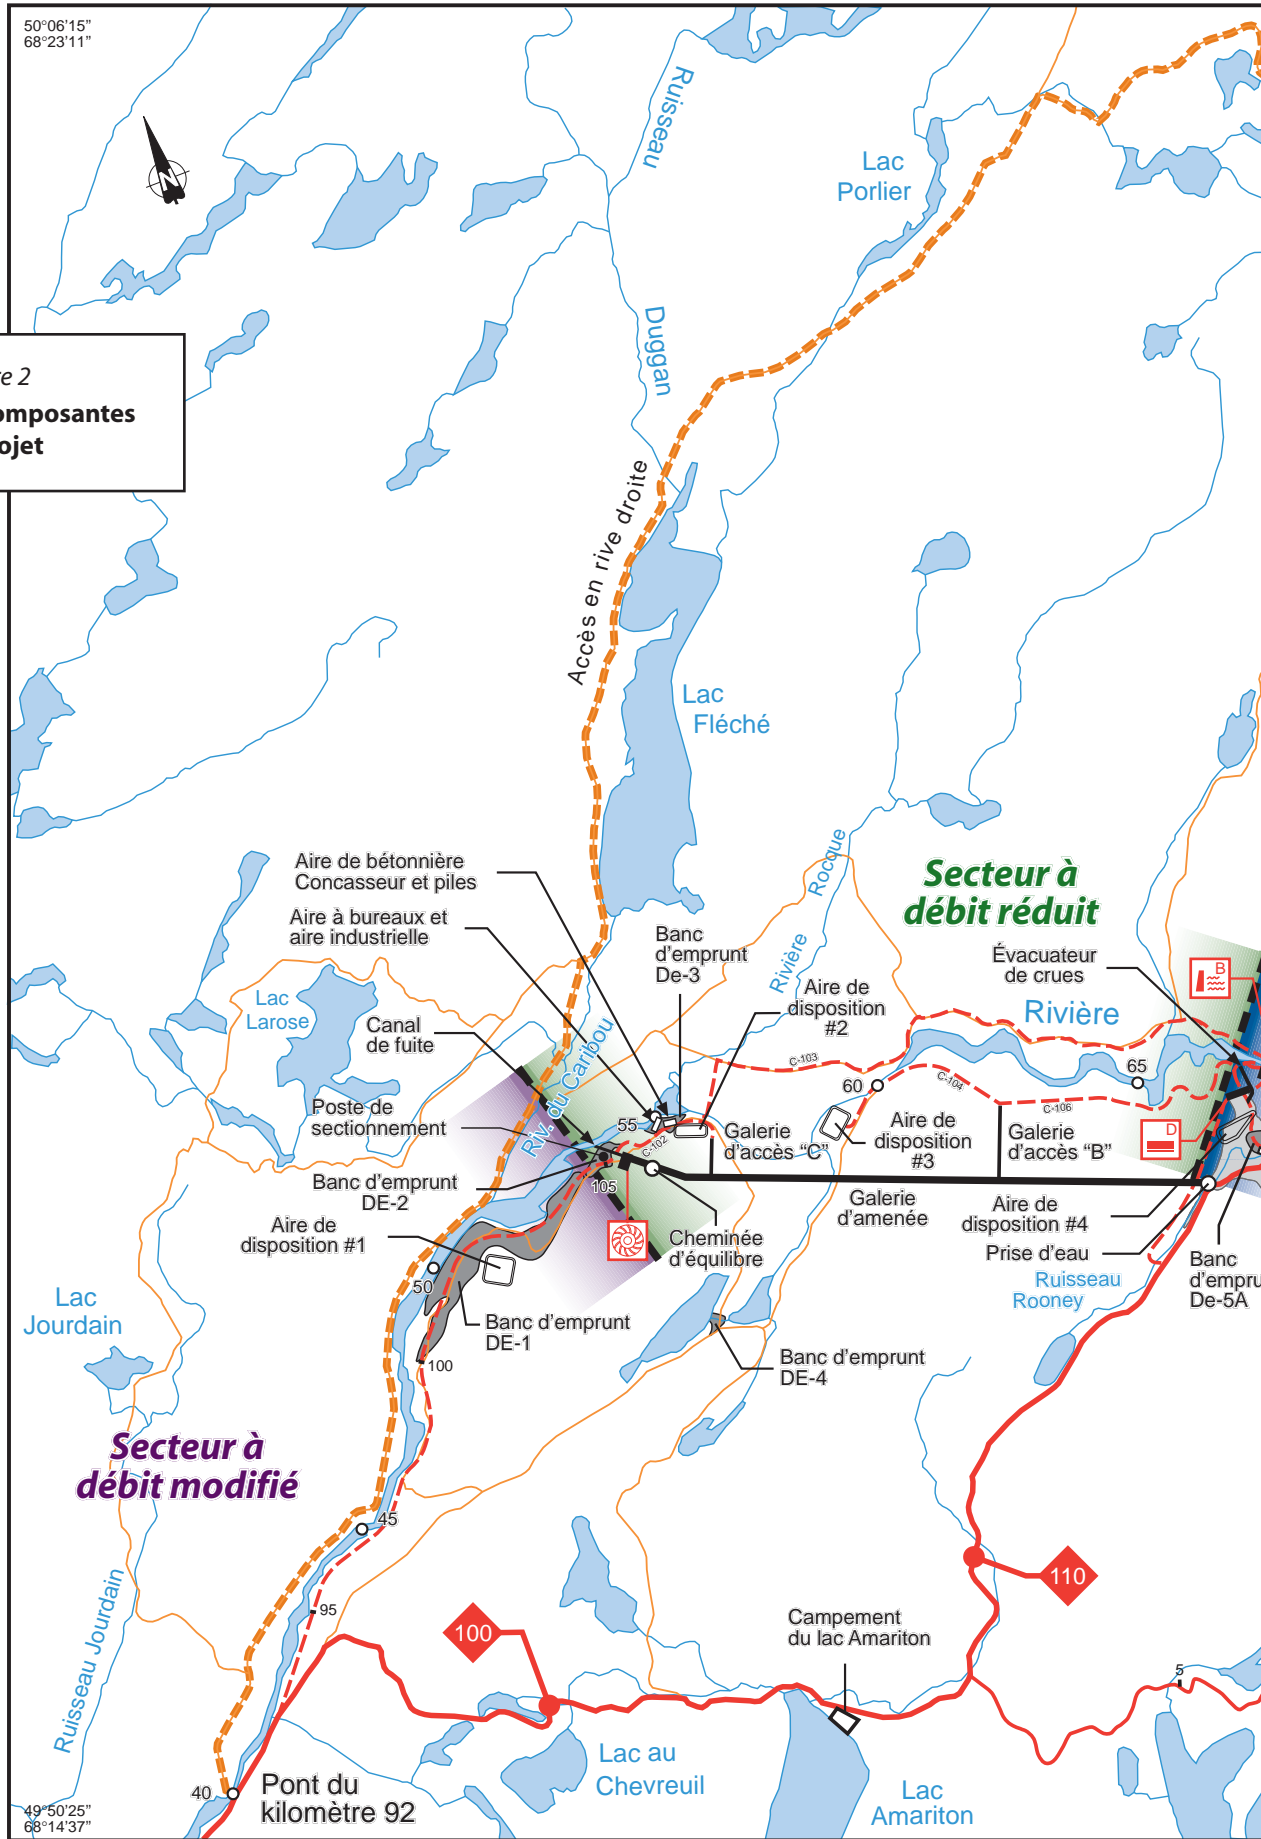 50°06'15"
68°23'11"
Ruisseau
Duggan
Lac
Porlier
N
re 2
omposantes
ojet
Accès en rive droite
Lac
Fléché
Rocque
Rivière
Aire de bétonnière
Concasseur et piles
Aire à bureaux et
aire industrielle
Banc
d'emprunt
De-3
Secteur à
débit réduit
Évacuateur
de crues
B
Lac
Larose
Canal
de fuite
Aire de
disposition
#2
Rivière
Riv. du Caribou
C-103
60
C-104
65
C-106
Poste de
sectionnement
55
C-102
Galerie
d'accès “C”
Aire de
disposition
#3
Galerie
d'accès “B”
D
Banc d'emprunt
DE-2
105
Galerie
d'amenée
Aire de
disposition #4
Aire de
disposition #1
Cheminée
d'équilibre
Prise d'eau
Banc
d'empru
De-5A
50
Ruisseau
Rooney
Lac
Jourdain
Banc d'emprunt
DE-1
100
Banc d'emprunt
DE-4
Secteur à
débit modifié
45
110
95
100
Campement
du lac Amariton
Ruisseau Jourdain
5
Lac au
Chevreuil
Lac
Amariton
40
Pont du
kilomètre 92
49°50'25"
68°14'37"